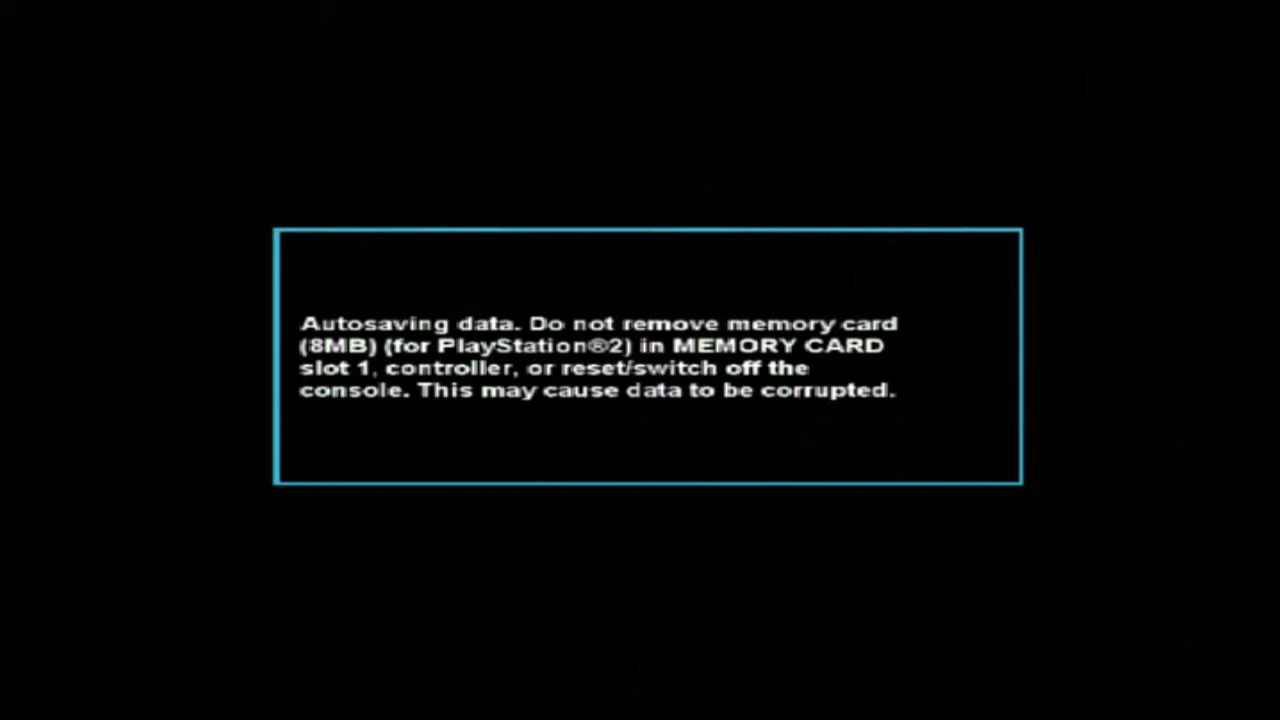 Autosaving data. Do not remove memory card
(8MB) (for PlayStation®2) in MEMORY CARD
slot 1, controller, or reset/switch off the
console. This may cause data to be corrupted.